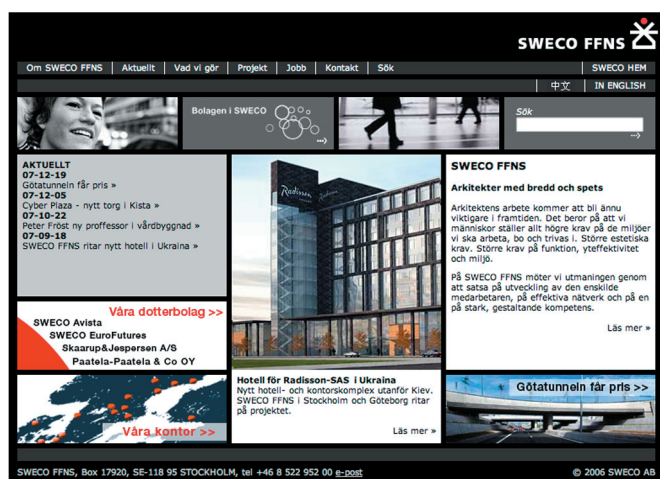 SWECO FFNS
Om SWECO FFNS | Aktuellt | Vad vi gör | Projekt | Jobb | Kontakt | Sök
SWECO HEM
中文 | IN ENGLISH
Bolagen i SWECO
Sök
AKTUELLT
07-12-19
Götatunneln får pris »
07-12-05
Cyber Plaza - nytt torg i Kista »
07-10-22
Peter Fröst ny proffessor i vårdbyggnad »
07-09-18
SWECO FFNS ritar nytt hotell i Ukraina »
Våra dotterbolag >>
SWECO Avista
SWECO EuroFutures
Skaarup&Jespersen A/S
Paatela-Paatela & Co OY
Våra kontor >>
Radisson
Radisson
Hotell för Radisson-SAS i Ukraina
Nytt hotell- och kontorskomplex utanför Kiev.
SWECO FFNS i Stockholm och Göteborg ritar
på projektet.
Läs mer »
SWECO FFNS
Arkitekter med bredd och spets
Arkitektens arbete kommer att bli ännu
viktigare i framtiden. Det beror på att vi
människor ställer allt högre krav på de miljöer
vi ska arbeta, bo och trivas i. Större estetiska
krav. Större krav på funktion, yteffektivitet
och miljö.
På SWECO FFNS möter vi utmaningen genom
att satsa på utveckling av den enskilde
medarbetaren, på effektiva nätverk och på en
på stark, gestaltande kompetens.
Läs mer »
Götatunneln får pris >>
SWECO FFNS, Box 17920, SE-118 95 STOCKHOLM, tel +46 8 522 952 00 e-post
© 2006 SWECO AB